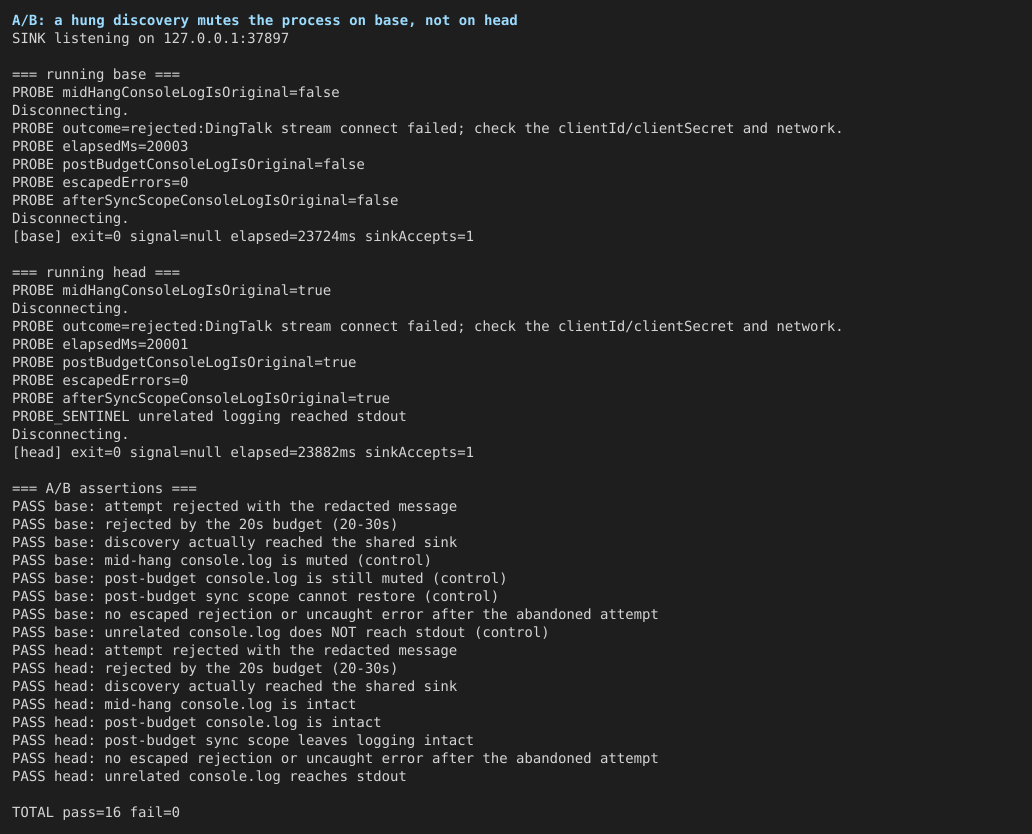 A/B: a hung discovery mutes the process on base, not on head
SINK listening on 127.0.0.1:37897
=== running base ===
PROBE midHangConsoleLogIsOriginal=false
Disconnecting.
PROBE outcome=rejected:DingTalk stream connect failed; check the clientId/clientSecret and network.
PROBE elapsedMs=20003
PROBE postBudgetConsoleLogIsOriginal=false
PROBE escapedErrors=0
PROBE afterSyncScopeConsoleLogIsOriginal=false
Disconnecting.
[base] exit=0 signal=null elapsed=23724ms sinkAccepts=1
=== running head ===
PROBE midHangConsoleLogIsOriginal=true
Disconnecting.
PROBE outcome=rejected:DingTalk stream connect failed; check the clientId/clientSecret and network.
PROBE elapsedMs=20001
PROBE postBudgetConsoleLogIsOriginal=true
PROBE escapedErrors=0
PROBE afterSyncScopeConsoleLogIsOriginal=true
PROBE_SENTINEL unrelated logging reached stdout
Disconnecting.
[head] exit=0 signal=null elapsed=23882ms sinkAccepts=1
=== A/B assertions ===
PASS base: attempt rejected with the redacted message
PASS base: rejected by the 20s budget (20-30s)
PASS base: discovery actually reached the shared sink
PASS base: mid-hang console.log is muted (control)
PASS base: post-budget console.log is still muted (control)
PASS base: post-budget sync scope cannot restore (control)
PASS base: no escaped rejection or uncaught error after the abandoned attempt
PASS base: unrelated console.log does NOT reach stdout (control)
PASS head: attempt rejected with the redacted message
PASS head: rejected by the 20s budget (20-30s)
PASS head: discovery actually reached the shared sink
PASS head: mid-hang console.log is intact
PASS head: post-budget console.log is intact
PASS head: post-budget sync scope leaves logging intact
PASS head: no escaped rejection or uncaught error after the abandoned attempt
PASS head: unrelated console.log reaches stdout
TOTAL pass=16 fail=0